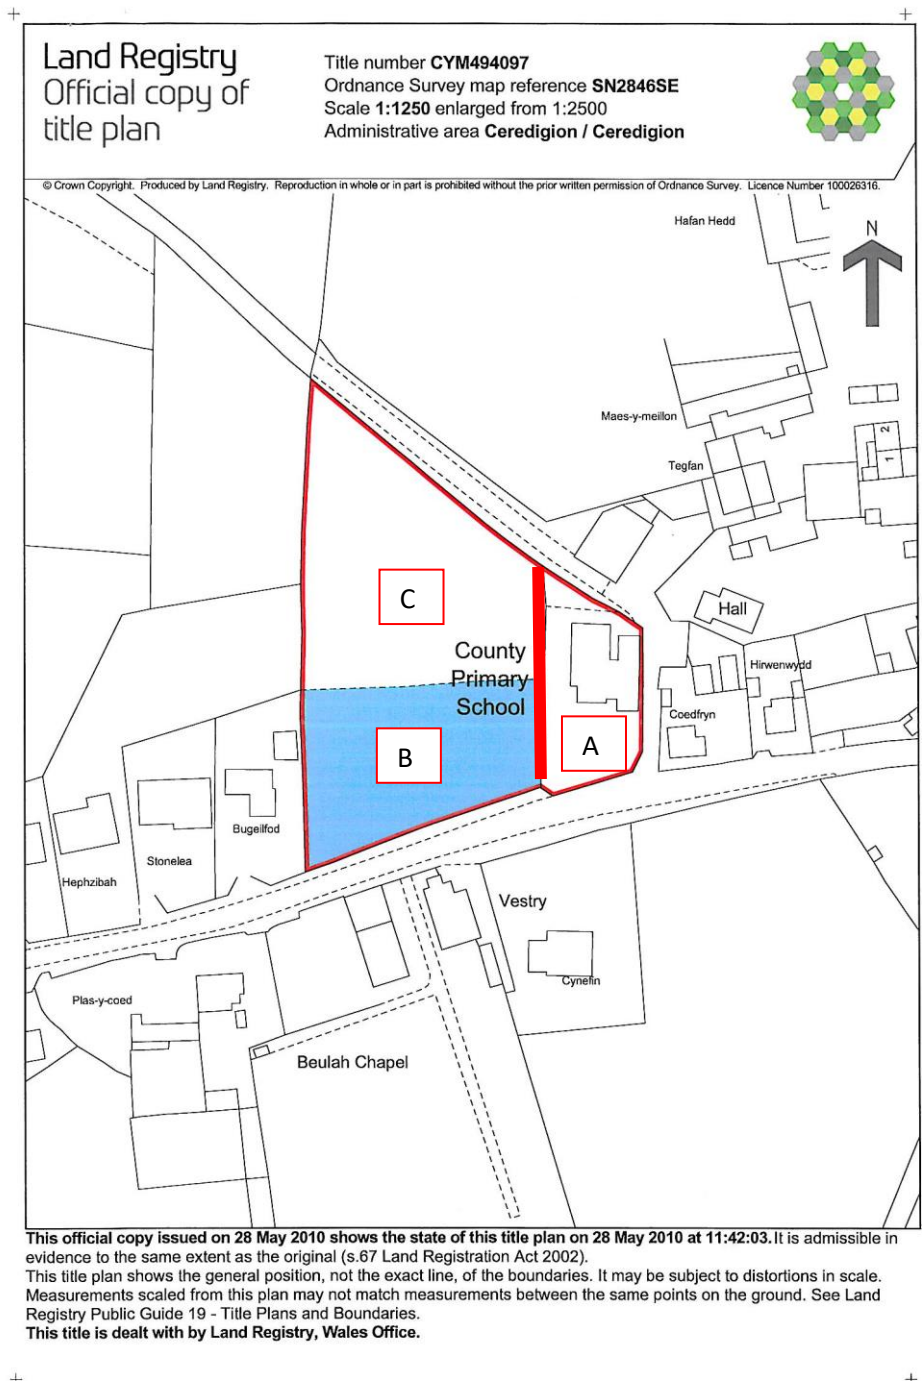 Land Registry
Official copy of
title plan
Title number CYM494097
Ordnance Survey map reference SN2846SE
Scale 1:1250 enlarged from 1:2500
Administrative area Ceredigion / Ceredigion
© Crown Copyright. Produced by Land Registry. Reproduction in whole or in part is prohibited without the prior written permission of Ordnance Survey. Licence Number 100026316.
Hafan Hedd
N
Maes-y-meillon
2
1
Tegfan
C
Hall
County
Primary
School
Hirwenwydd
Coedfryn
A
B
Bugeilfod
Stonelea
Hephzibah
Vestry
Cynefin
Plas-y-coed
Beulah Chapel
This official copy issued on 28 May 2010 shows the state of this title plan on 28 May 2010 at 11:42:03. It is admissible in
evidence to the same extent as the original (s.67 Land Registration Act 2002).
This title plan shows the general position, not the exact line, of the boundaries. It may be subject to distortions in scale.
Measurements scaled from this plan may not match measurements between the same points on the ground. See Land
Registry Public Guide 19 - Title Plans and Boundaries.
This title is dealt with by Land Registry, Wales Office.